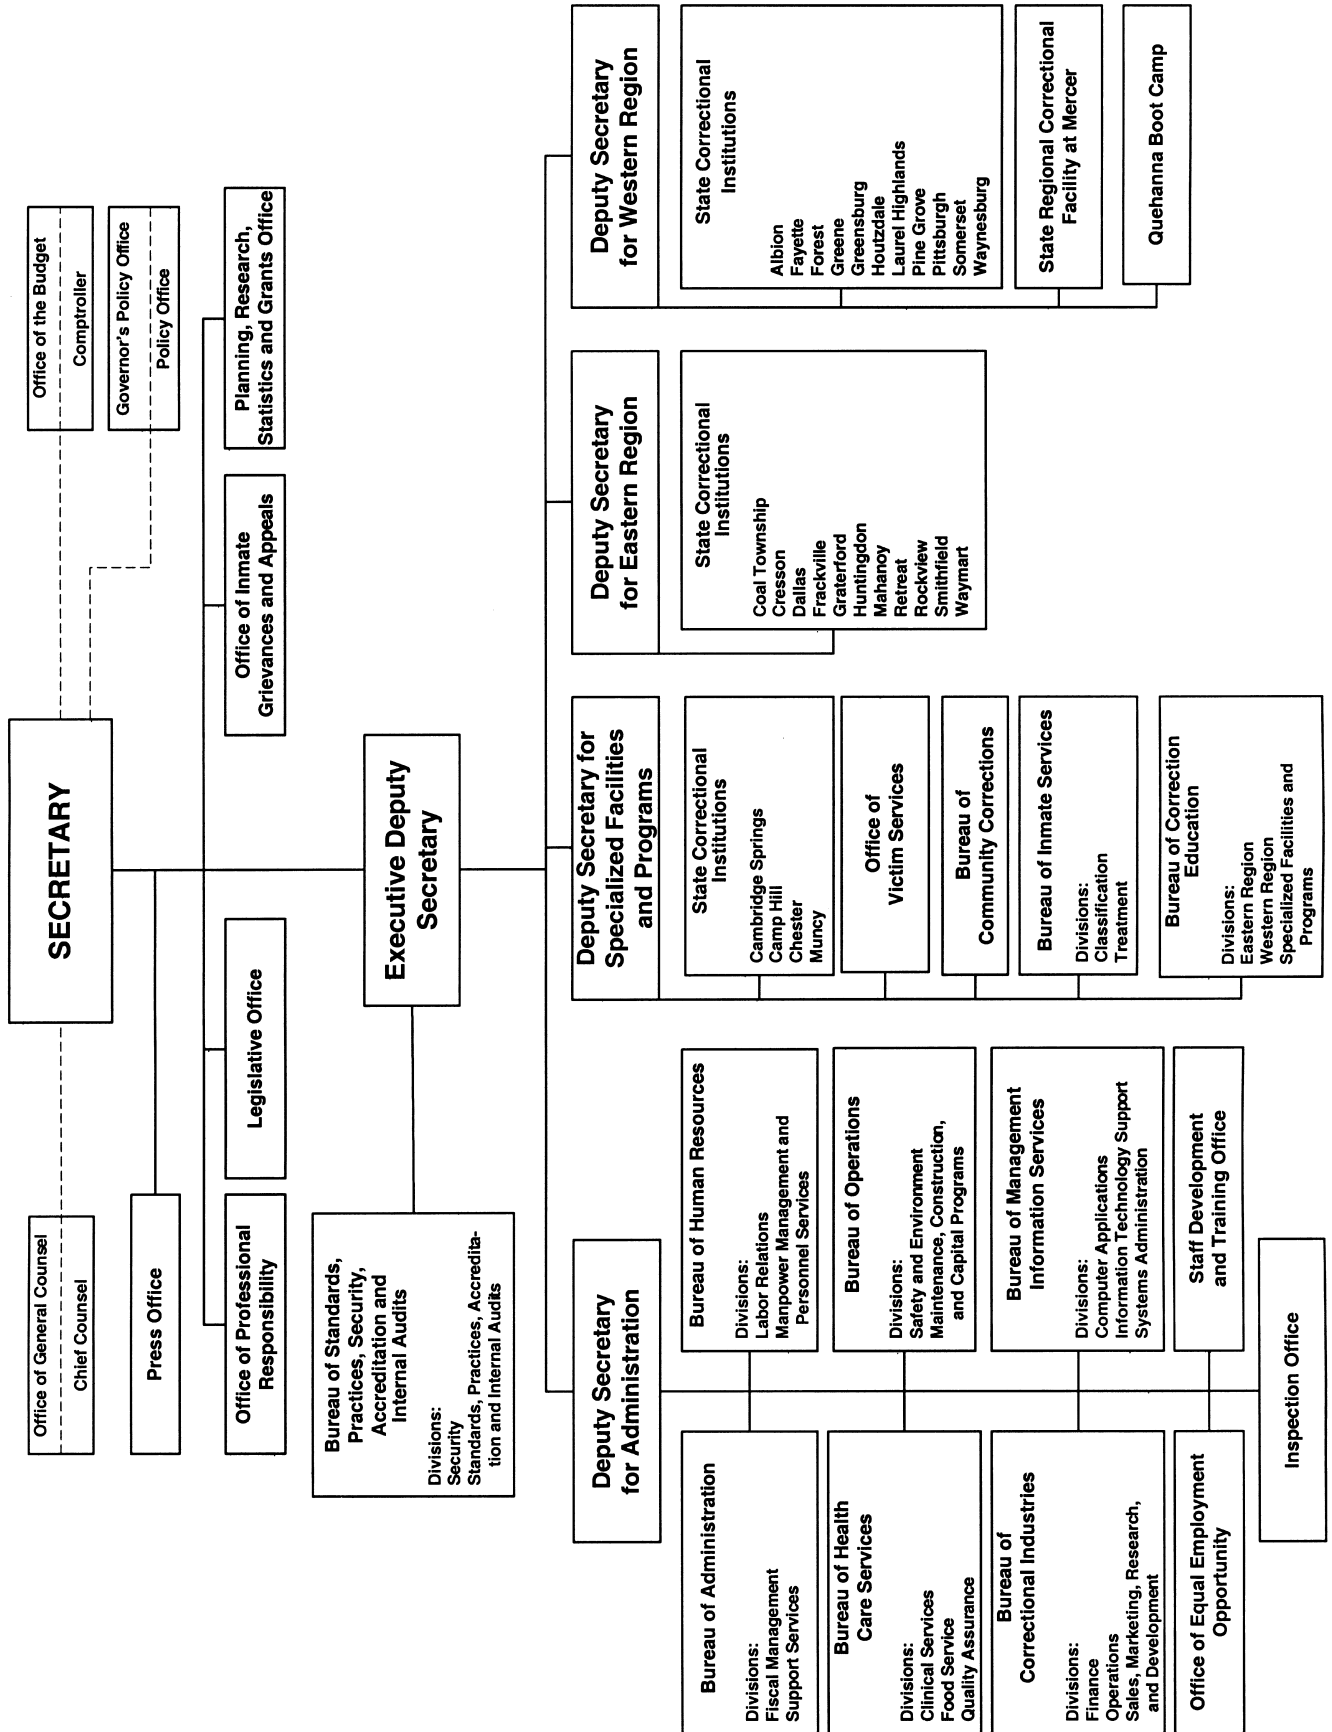 SECRETARY
Office of General Counsel
Chief Counsel
Office of the Budget
Comptroller
Governor's Policy Office
Policy Office
Press Office
Office of Professional
Responsibility
Legislative Office
Office of Inmate
Grievances and Appeals
Planning, Research,
Statistics and Grants Office
Executive Deputy
Secretary
Bureau of Standards,
Practices, Security,
Accreditation and
Internal Audits
Divisions:
Security
Standards, Practices, Accredita-
tion and Internal Audits
Deputy Secretary
for Administration
Bureau of Administration
Divisions:
Fiscal Management
Support Services
Bureau of Human Resources
Divisions:
Labor Relations
Manpower Management and
Personnel Services
Bureau of Health
Care Services
Divisions:
Clinical Services
Food Service
Quality Assurance
Bureau of Operations
Divisions:
Safety and Environment
Maintenance, Construction,
and Capital Programs
Bureau of
Correctional Industries
Divisions:
Finance
Operations
Sales, Marketing, Research,
and Development
Bureau of Management
Information Services
Divisions:
Computer Applications
Information Technology Support
Systems Administration
Office of Equal Employment
Opportunity
Staff Development
and Training Office
Inspection Office
Deputy Secretary for
Specialized Facilities
and Programs
State Correctional
Institutions
Cambridge Springs
Camp Hill
Chester
Muncy
Office of
Victim Services
Bureau of
Community Corrections
Bureau of Inmate Services
Divisions:
Classification
Treatment
Bureau of Correction
Education
Divisions:
Eastern Region
Western Region
Specialized Facilities and
Programs
Deputy Secretary
for Eastern Region
State Correctional
Institutions
Coal Township
Cresson
Dallas
Frackville
Graterford
Huntingdon
Mahanoy
Retreat
Rockview
Smithfield
Waymart
Deputy Secretary
for Western Region
State Correctional
Institutions
Albion
Fayette
Forest
Greene
Greensburg
Houtzdale
Laurel Highlands
Pine Grove
Pittsburgh
Somerset
Waynesburg
State Regional Correctional
Facility at Mercer
Quehanna Boot Camp